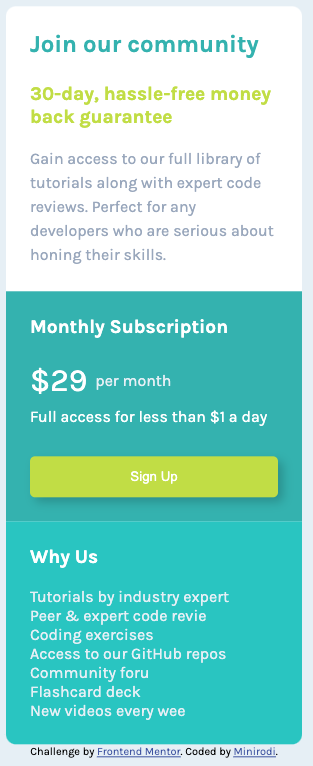 Join our community
30-day, hassle-free money
back guarantee
Gain access to our full library of
tutorials along with expert code
reviews. Perfect for any
developers who are serious about
honing their skills.
Monthly Subscription
$29 per month
Full access for less than $1 a day
Sign Up
Why Us
Tutorials by industry expert
Peer & expert code revie
Coding exercises
Access to our GitHub repos
Community foru
Flashcard deck
New videos every wee
Challenge by Frontend Mentor. Coded by Minirodi.